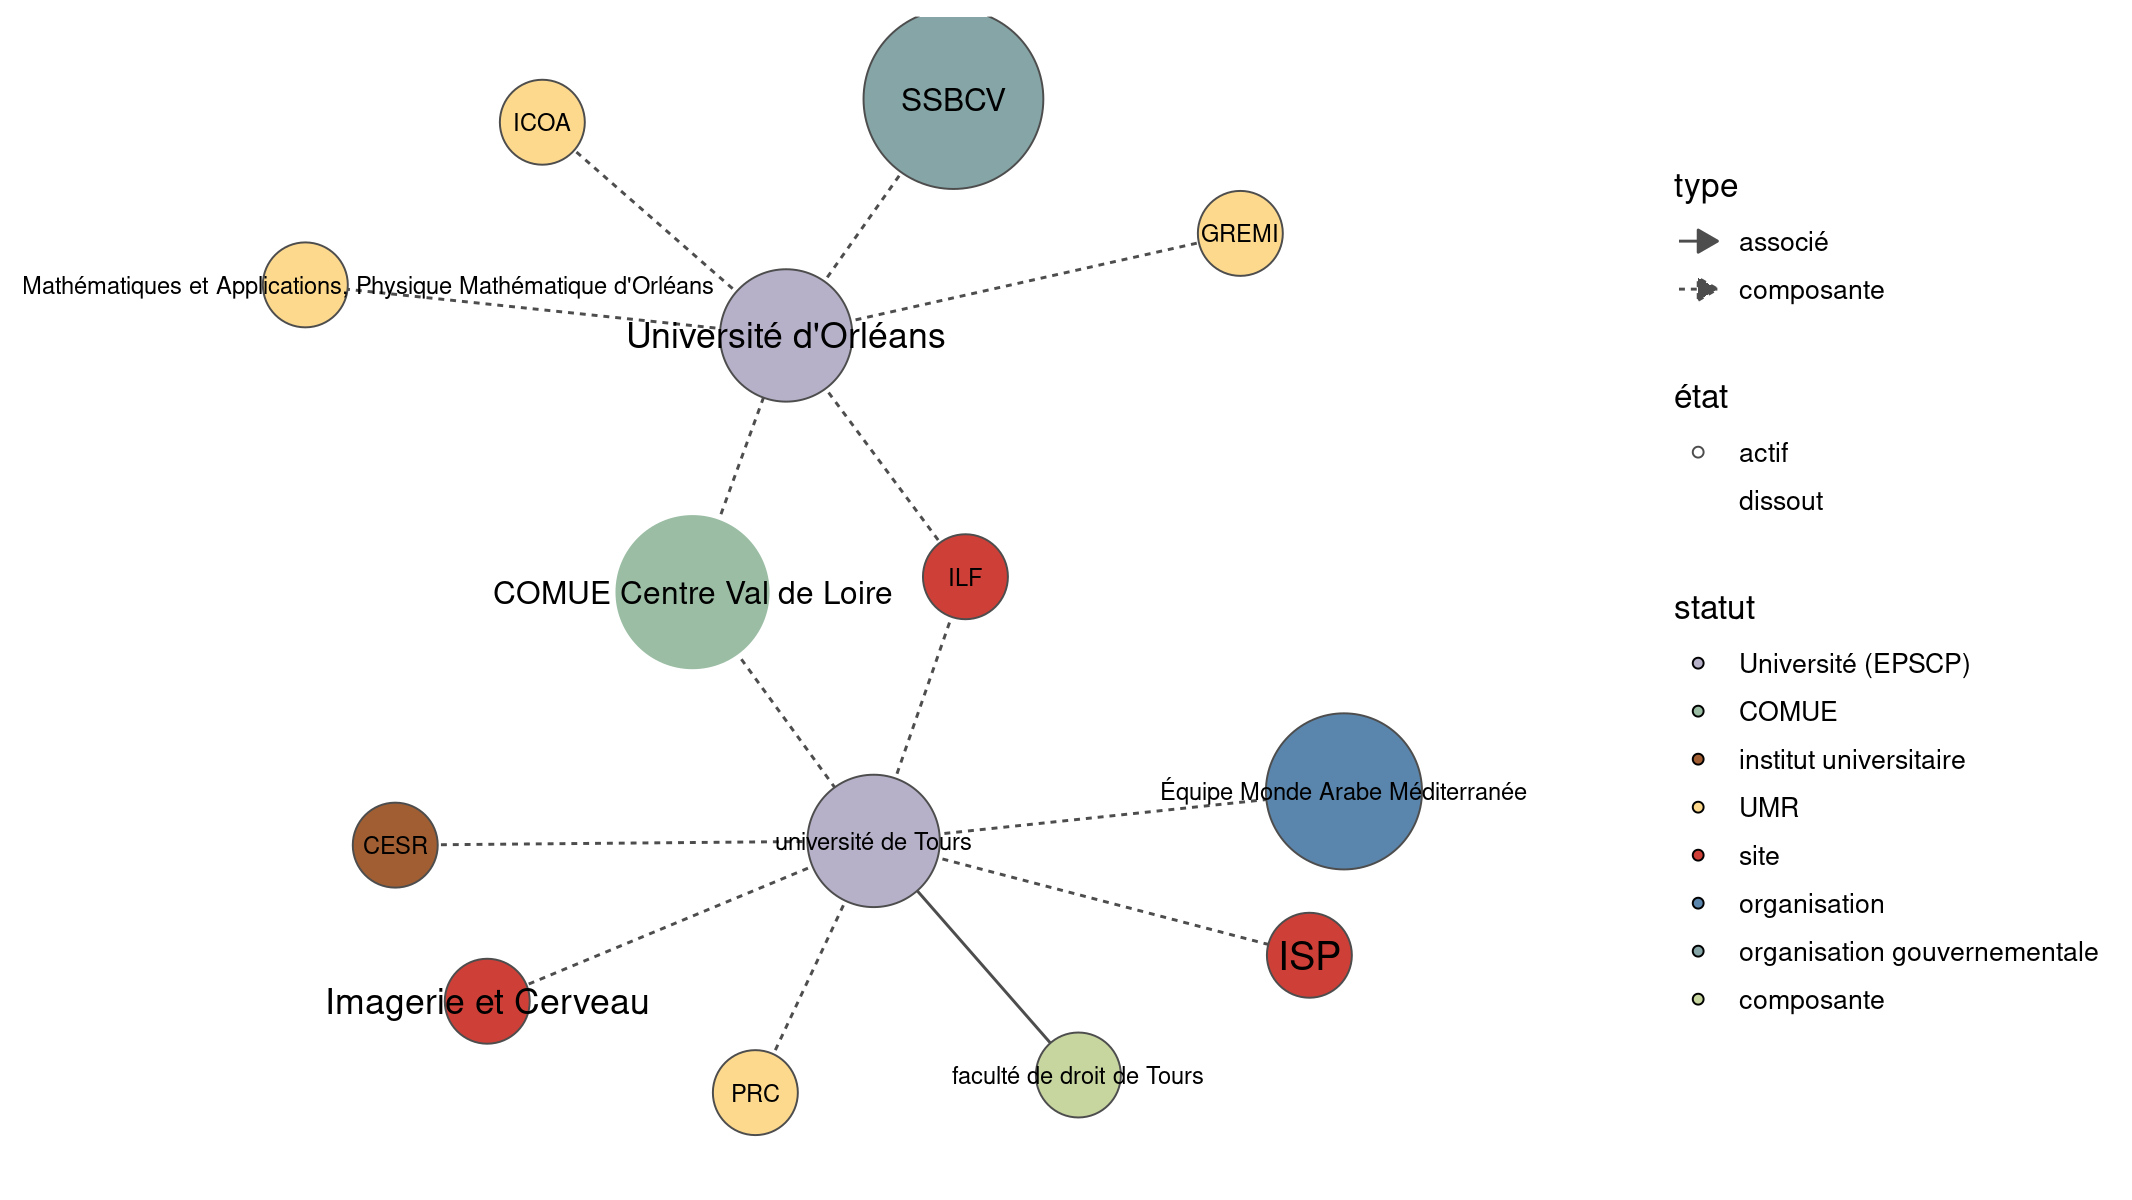 SSBCV
ICOA
GREMI
Mathématiques et Applications, Physique Mathématique d'Orléans
Université d'Orléans
COMUE Centre Val de Loire
ILF
Équipe Monde Arabe Méditerranée
université de Tours
CESR
ISP
Imagerie et Cerveau
faculté de droit de Tours
PRC
type
associé
composante
état
actif
dissout
statut
Université (EPSCP)
COMUE
institut universitaire
UMR
site
organisation
organisation gouvernementale
composante